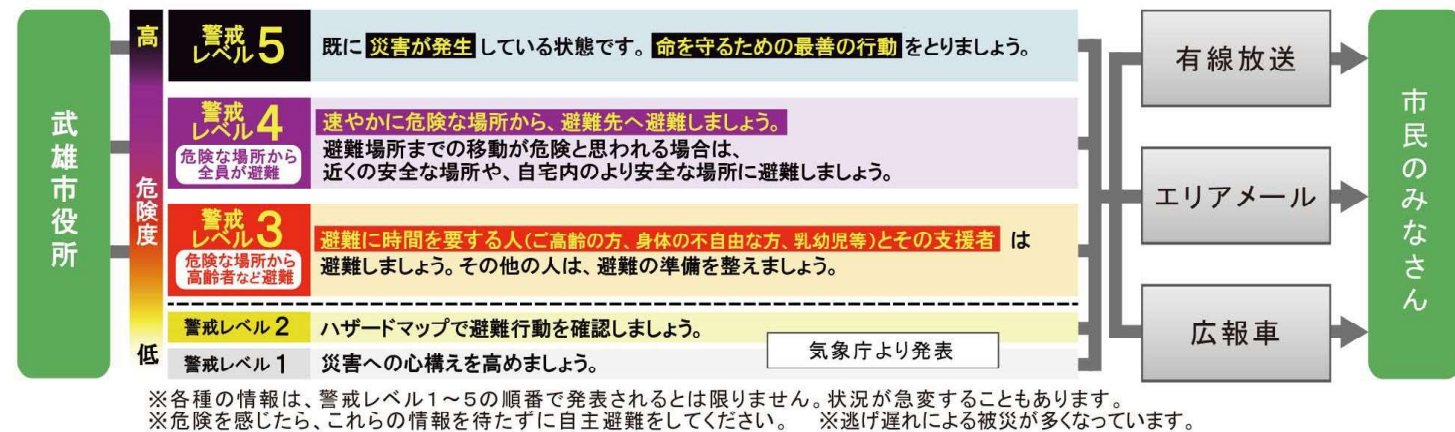 武雄市役所
高
危険度
低
警戒レベル5
既に災害が発生している状態です。命を守るための最善の行動をとりましょう。
警戒レベル4
危険な場所から
全員が避難
速やかに危険な場所から、避難先へ避難しましょう。
避難場所までの移動が危険と思われる場合は、
近くの安全な場所や、自宅内のより安全な場所に避難しましょう。
警戒レベル3
危険な場所から
高齢者など避難
避難に時間を要する人(ご高齢の方、身体の不自由な方、乳幼児等)とその支援者 は
避難しましょう。その他の人は、避難の準備を整えましょう。
警戒レベル2
ハザードマップで避難行動を確認しましょう。
警戒レベル1
災害への心構えを高めましょう。
気象庁より発表
有線放送
エリアメール
広報車
市民のみなさん
※各種の情報は、警戒レベル1~5の順番で発表されるとは限りません。状況が急変することもあります。
※危険を感じたら、これらの情報を待たずに自主避難をしてください。 ※逃げ遅れによる被災が多くなっています。